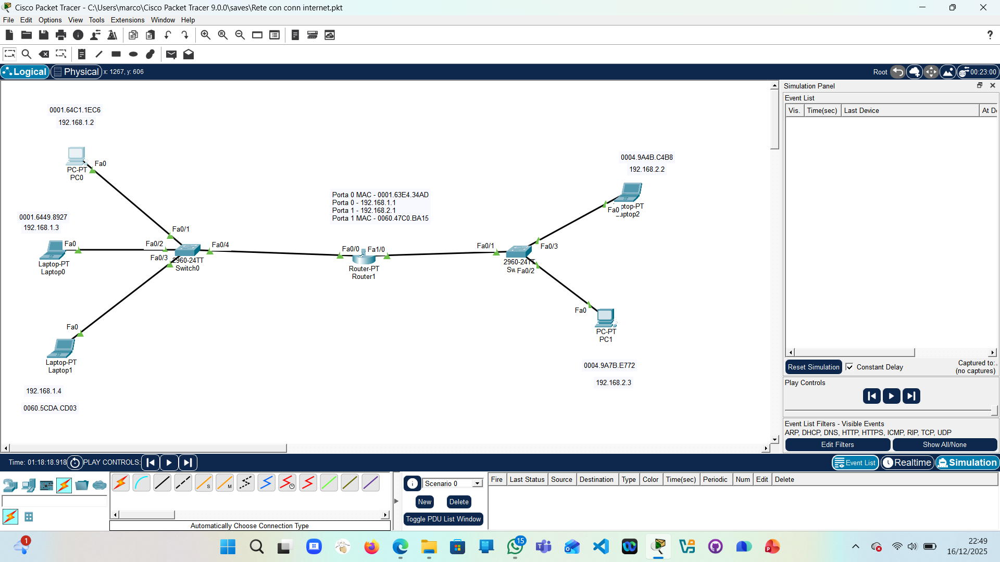 Cisco Packet Tracer - C:\Users\marco\Cisco Packet Tracer 9.0.0\saves\Rete con conn internet.pkt
File Edit Options View Tools Extensions Window Help
?
Logical Physical x: 1267, y: 606 Root 00:23:00
0001.64C1.1EC6
192.168.1.2
Fa0
PC-PT
PC0
0001.6449.8927
192.168.1.3
Fa0
Laptop-PT
Laptop0
Fa0
Laptop-PT
Laptop1
192.168.1.4
0060.5CDA.CD03
Fa0/1
Fa0/2
Fa0/3
Fa0/4
2960-24TT
Switch0
Porta 0 MAC - 0001.63E4.34AD
Porta 0 - 192.168.1.1
Porta 1 - 192.168.2.1
Porta 1 MAC - 0060.47C0.BA15
Fa0/0 Fa1/0
Router-PT
Router1
Fa0/1
Fa0/3
2960-24TT
Sw Fa0/2
0004.9A4B.C4B8
192.168.2.2
Fa0 ptop-PT
aptop2
Fa0
PC-PT
PC1
0004.9A7B.E772
192.168.2.3
Simulation Panel
Event List
Vis. Time(sec) Last Device At De
Reset Simulation Constant Delay Captured to:
(no captures)
Play Controls
Event List Filters - Visible Events
ARP, DHCP, DNS, HTTP, HTTPS, ICMP, RIP, TCP, UDP
Edit Filters Show All/None
Time: 01:18:18.918 PLAY CONTROLS: Event List Realtime Simulation
S M
Automatically Choose Connection Type
Scenario 0
New Delete
Toggle PDU List Window
Fire Last Status Source Destination Type Color Time(sec) Periodic Num Edit Delete
1
15
22:49
16/12/2025